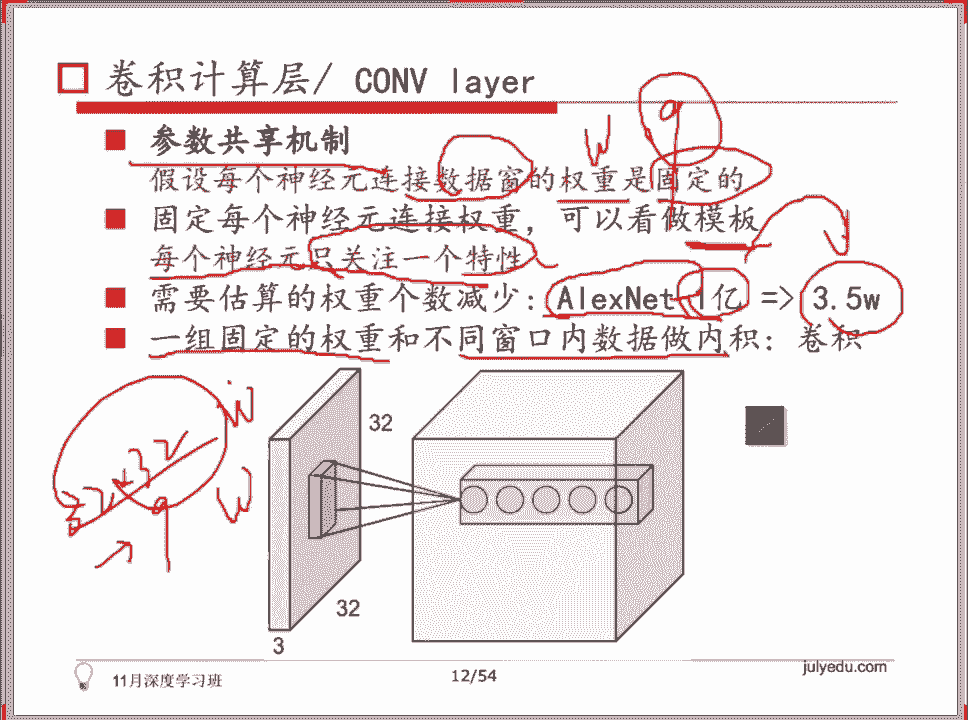 卷积计算层/ CONV layer
参数共享机制
假设每个神经元连接数据窗的权重是固定的
固定每个神经元连接权重，可以看做模板
每个神经元只关注一个特性
需要估算的权重个数减少：AlexNet 1亿 => 3.5w
一组固定的权重和不同窗口内数据做内积：卷积
W
32*32
W
W
32
32
3
11月深度学习班
12/54
julyedu.com